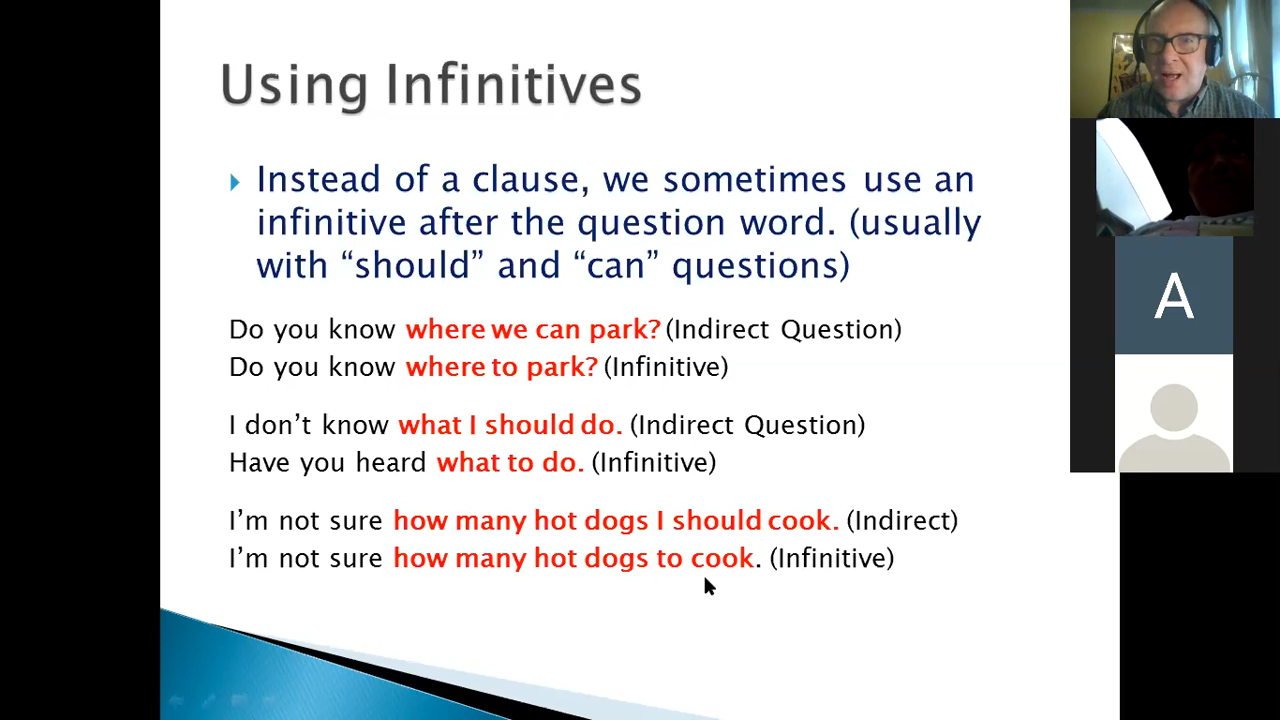 Using Infinitives
Instead of a clause, we sometimes use an
infinitive after the question word. (usually
with “should” and “can” questions)
Do you know where we can park? (Indirect Question)
Do you know where to park? (Infinitive)
I don’t know what I should do. (Indirect Question)
Have you heard what to do. (Infinitive)
I’m not sure how many hot dogs I should cook. (Indirect)
I’m not sure how many hot dogs to cook. (Infinitive)
A